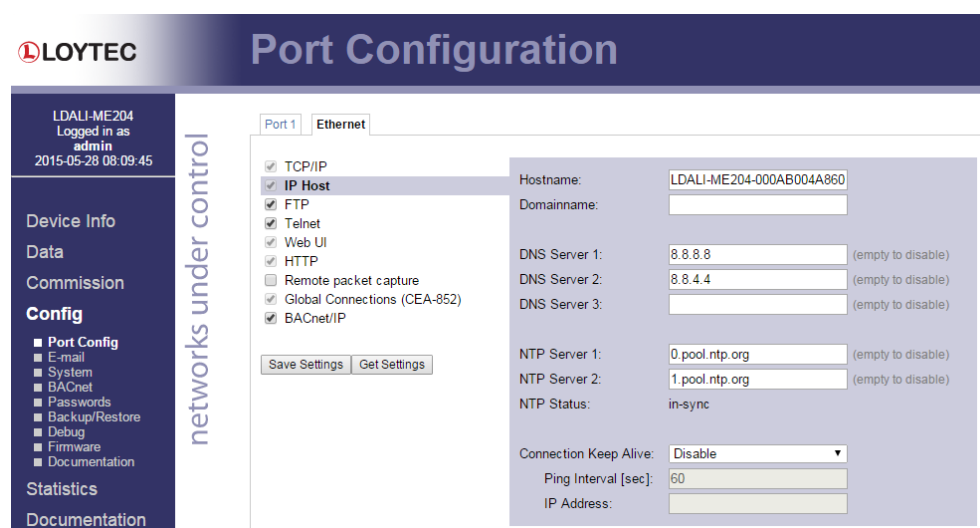 LOYTEC
Port Configuration
LDALI-ME204
Logged in as
admin
2015-05-28 08:09:45
Device Info
Data
Commission
Config
Port Config
E-mail
System
BACnet
Passwords
Backup/Restore
Debug
Firmware
Documentation
Statistics
Documentation
networks under control
Port 1 Ethernet
TCP/IP
IP Host
FTP
Telnet
Web UI
HTTP
Remote packet capture
Global Connections (CEA-852)
BACnet/IP
Save Settings Get Settings
Hostname: LDALI-ME204-000AB004A860
Domainname:
DNS Server 1: 8.8.8.8 (empty to disable)
DNS Server 2: 8.8.4.4 (empty to disable)
DNS Server 3: (empty to disable)
NTP Server 1: 0.pool.ntp.org (empty to disable)
NTP Server 2: 1.pool.ntp.org (empty to disable)
NTP Status: in-sync
Connection Keep Alive: Disable
Ping Interval [sec]: 60
IP Address: